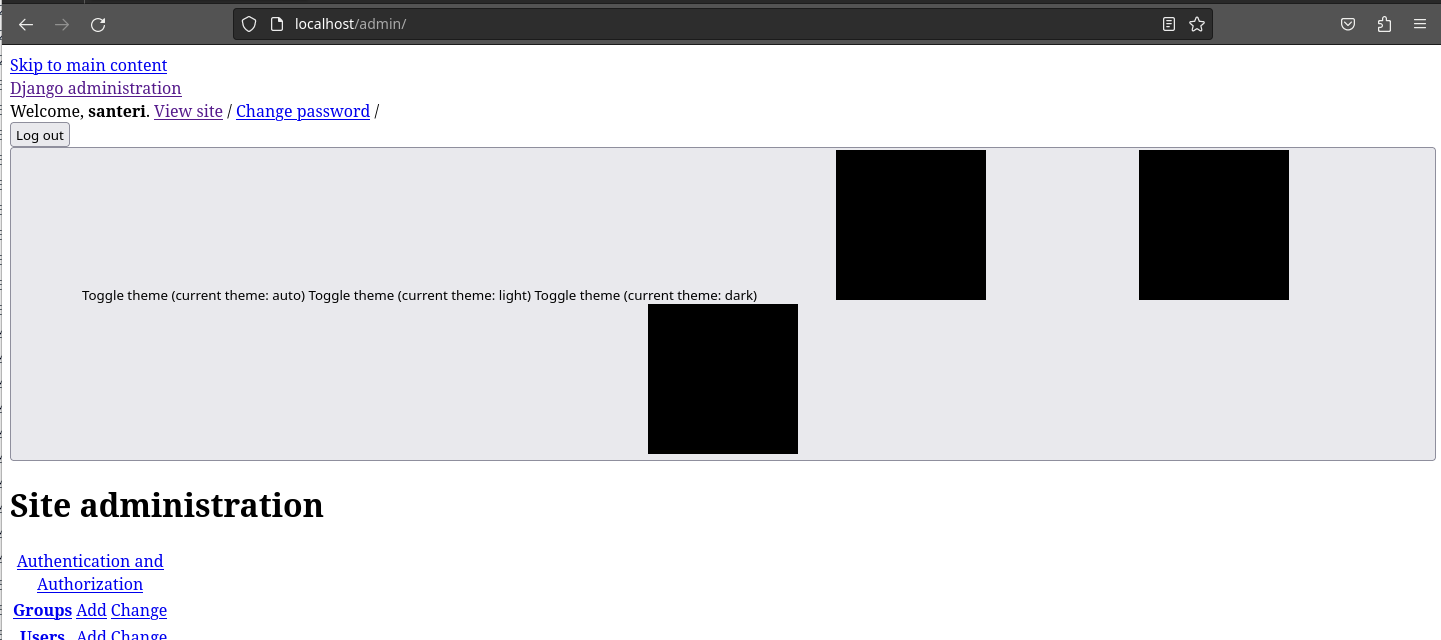 localhost/admin/
Skip to main content
Django administration
Welcome, santeri. View site / Change password /
Log out
Toggle theme (current theme: auto) Toggle theme (current theme: light) Toggle theme (current theme: dark)
Site administration
Authentication and
Authorization
Groups Add Change
Users Add Change